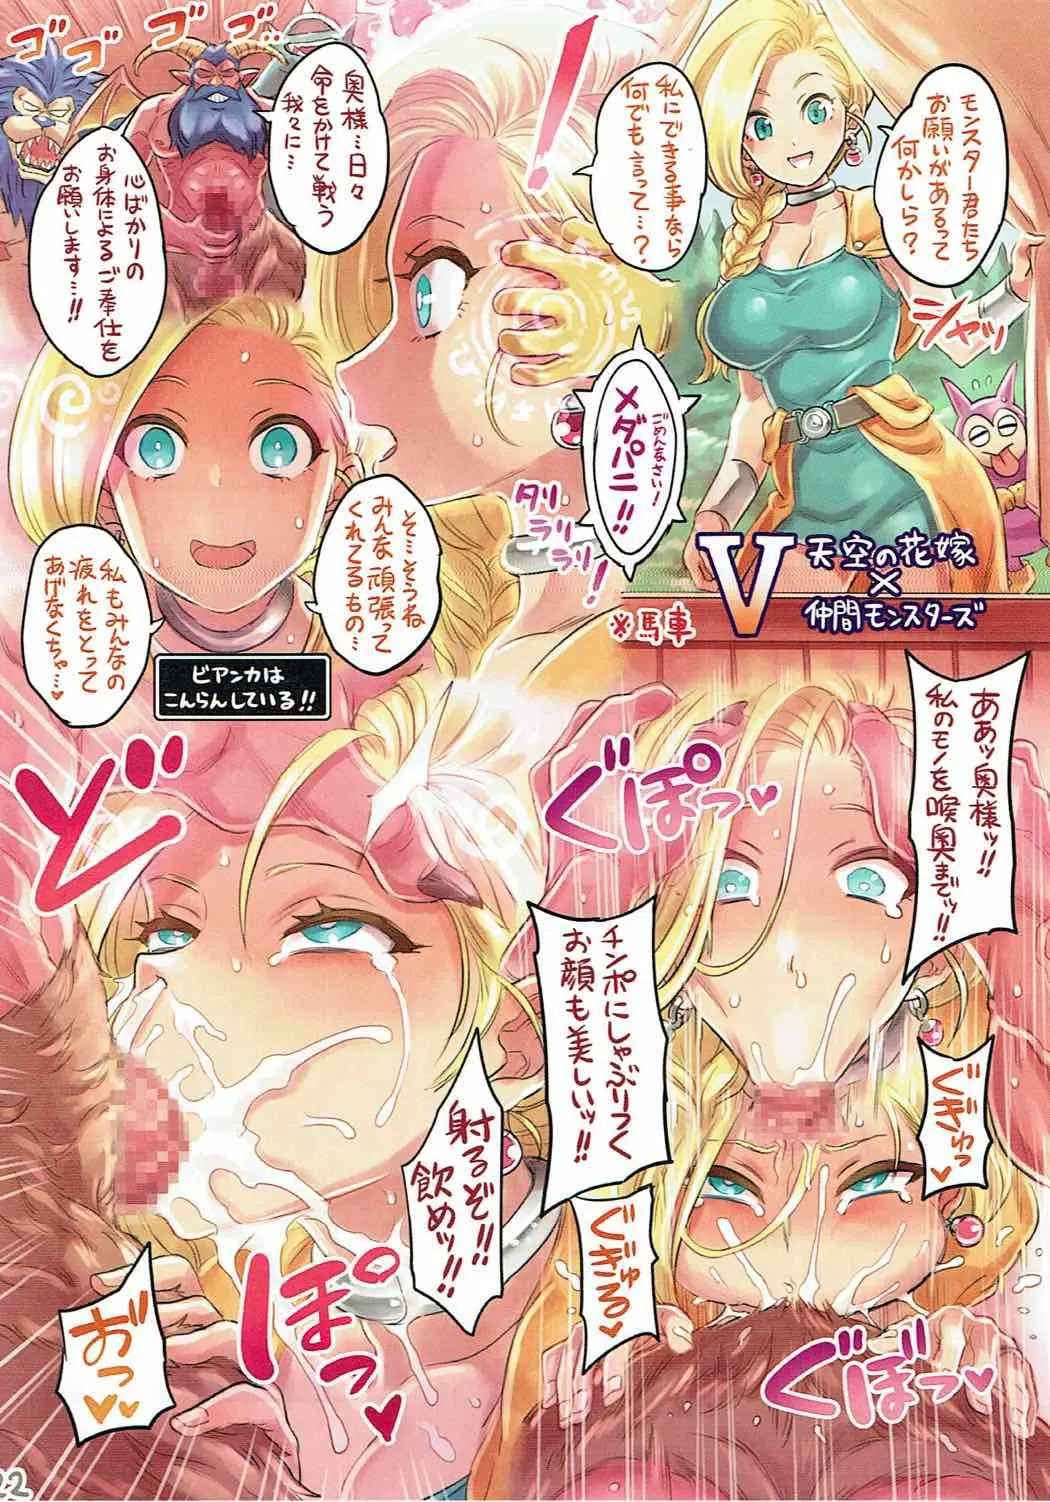 モンスター君たち
お願いがあるって
何かしら？
私にできる事なら
何でも言って…？
シャッ
！
ゴゴゴゴ…
奥様…日々
命をかけて戦う
我々に…
心ばかりの
お身体によるご奉仕を
お願いします…!!
ごめんなさい！
メダパニ!!
タリラリラリ！
V
天空の花嫁
×
仲間モンスターズ
※馬車
そ…そうね
みんな頑張って
くれてるもの…
私もみんなの
疲れをとって
あげなくちゃ…♥
ビアンカは
こんらんしている!!
ああッ奥様ッ!!
私のモノを喉奥までッ!!
ぐぽっ♥
チンポにしゃぶりつく
お顔も美しいッ!!
ぐぎゅっ♥
ぐぎゅる♥
ぐぼっ♥
ど
ぽっ♥
射るぞ!!
飲めッ!!
おっ♥
22